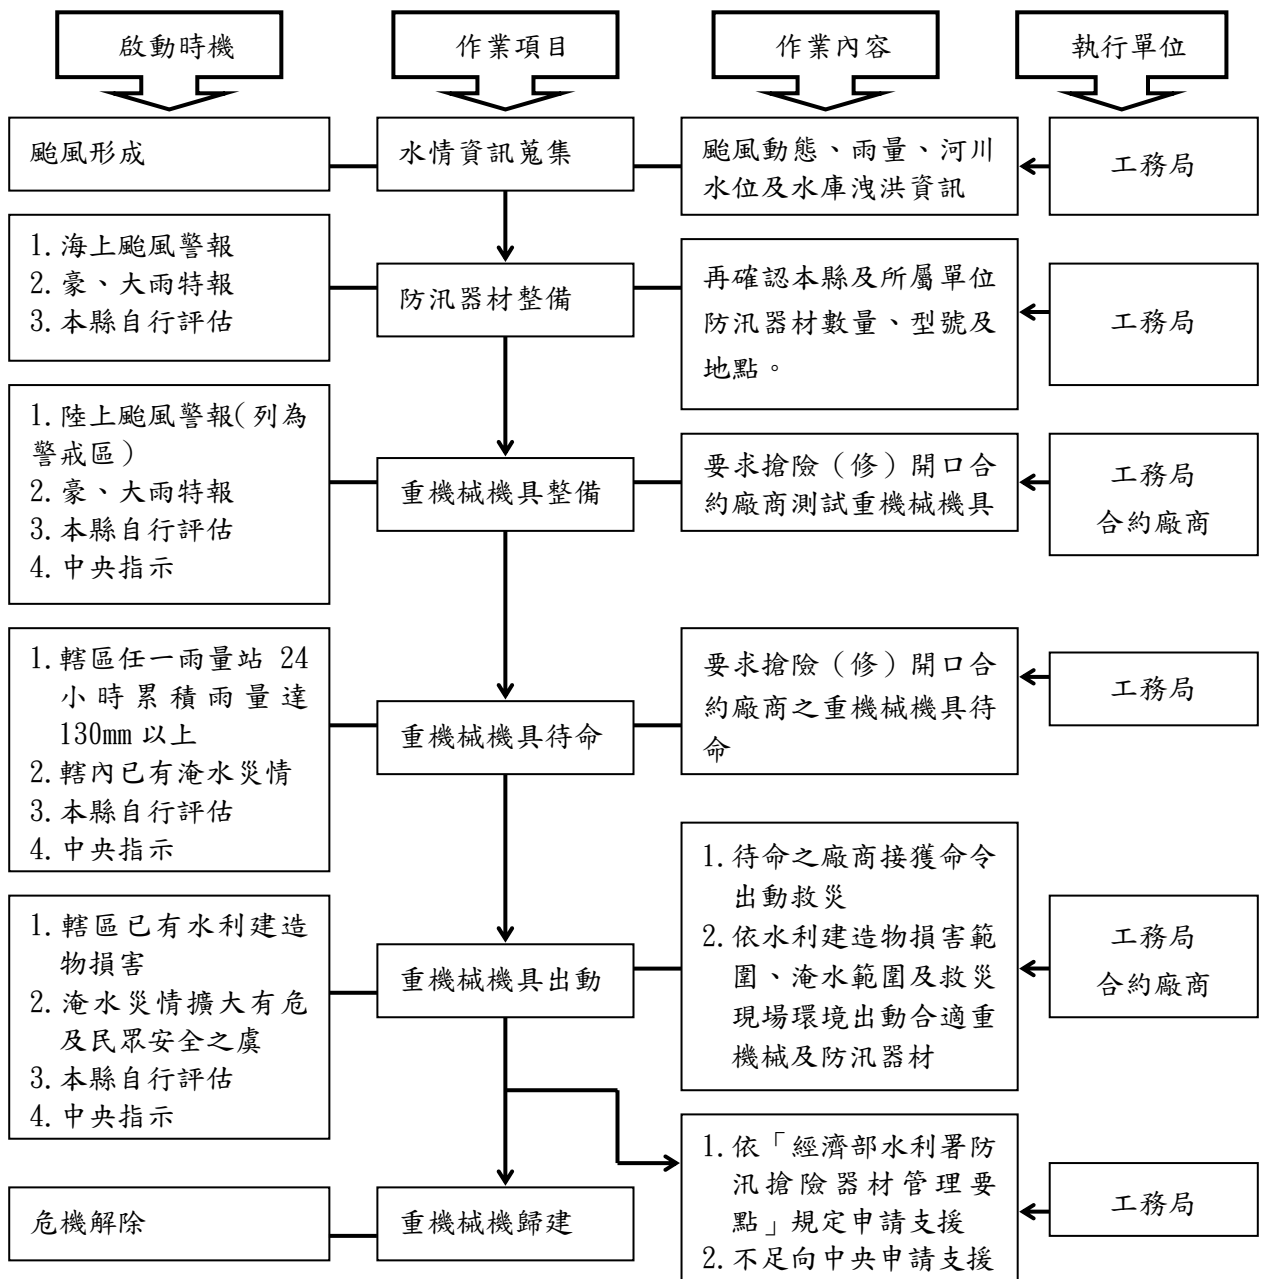 啟動時機
作業項目
作業內容
執行單位
颱風形成
水情資訊蒐集
颱風動態、雨量、河川
水位及水庫洩洪資訊
工務局
1.海上颱風警報
2.豪、大雨特報
3.本縣自行評估
防汛器材整備
再確認本縣及所屬單位
防汛器材數量、型號及
地點。
工務局
1.陸上颱風警報(列為
警戒區)
2.豪、大雨特報
3.本縣自行評估
4.中央指示
重機械機具整備
要求搶險（修）開口合
約廠商測試重機械機具
工務局
合約廠商
1.轄區任一雨量站 24
小時累積雨量達
130mm 以上
2.轄內已有淹水災情
3.本縣自行評估
4.中央指示
重機械機具待命
要求搶險（修）開口合
約廠商之重機械機具待
命
工務局
1.轄區已有水利建造
物損害
2.淹水災情擴大有危
及民眾安全之虞
3.本縣自行評估
4.中央指示
重機械機具出動
1.待命之廠商接獲命令
出動救災
2.依水利建造物損害範
圍、淹水範圍及救災
現場環境出動合適重
機械及防汛器材
工務局
合約廠商
危機解除
重機械機歸建
1.依「經濟部水利署防
汛搶險器材管理要
點」規定申請支援
2.不足向中央申請支援
工務局